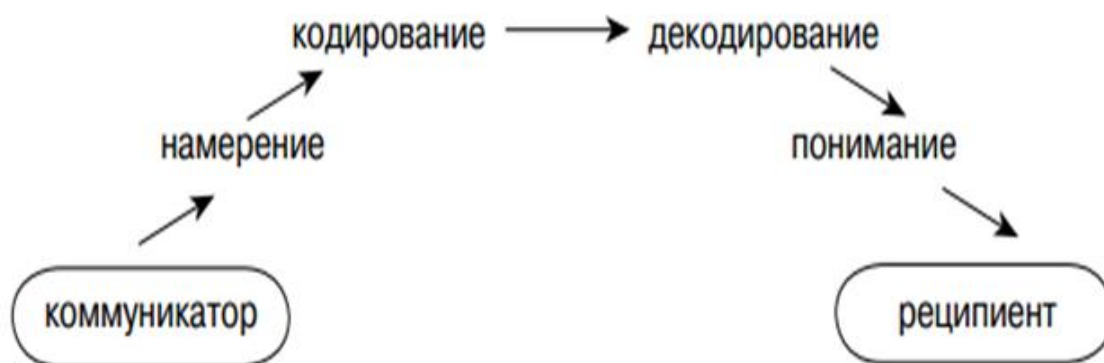 кодирование
декодирование
намерение
понимание
коммуникатор
реципиент